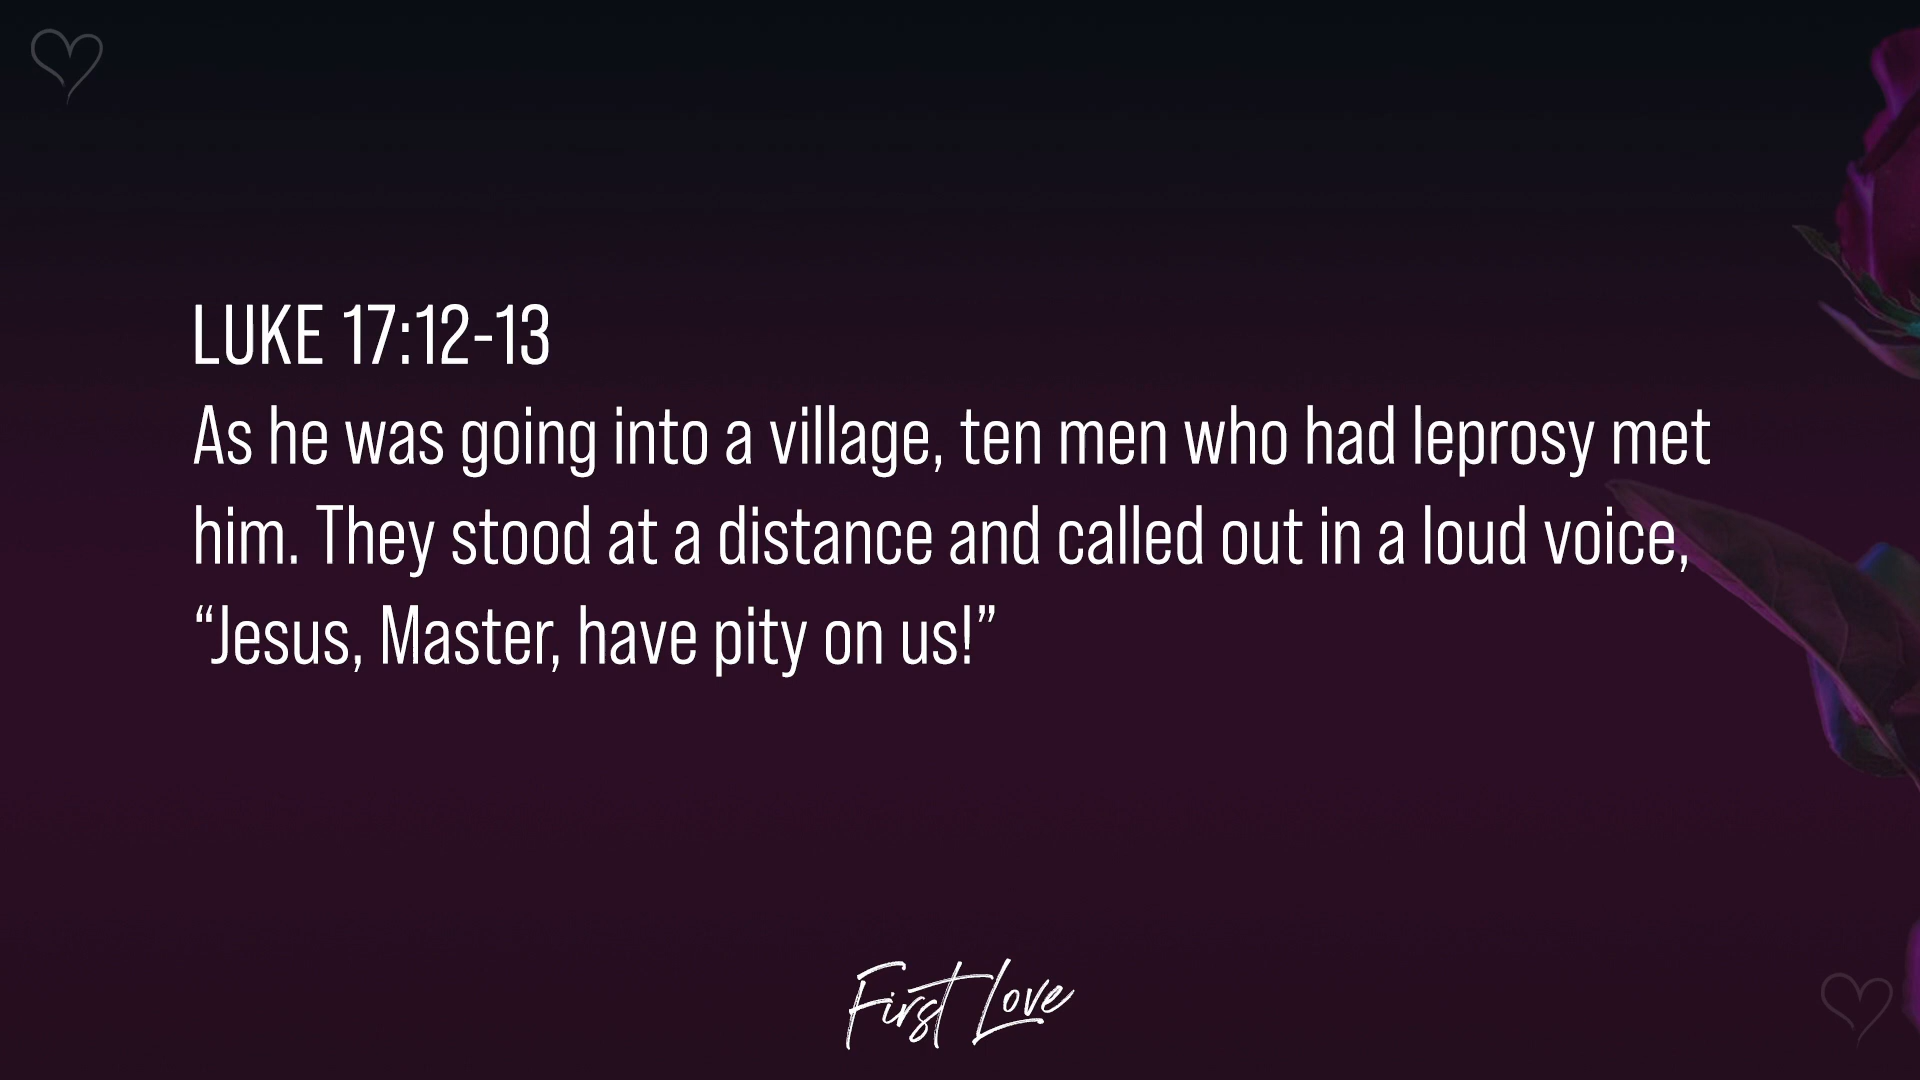 LUKE 17:12-13
As he was going into a village, ten men who had leprosy met
him. They stood at a distance and called out in a loud voice,
“Jesus, Master, have pity on us!”
First Love